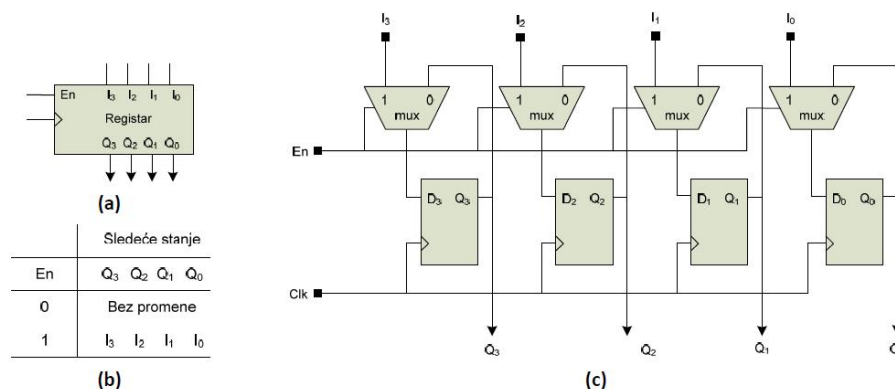 En I3 I2 I1 I0
Registar
Q3 Q2 Q1 Q0
(a)
Sledeće stanje
En Q3 Q2 Q1 Q0
0 Bez promene
1 I3 I2 I1 I0
(b)
I3 I2 I1 I0
1 0 1 0 1 0 1 0
mux mux mux mux
En
D3 Q3 D2 Q2 D1 Q1 D0 Q0
Clk
Q3 Q2 Q1
(c)